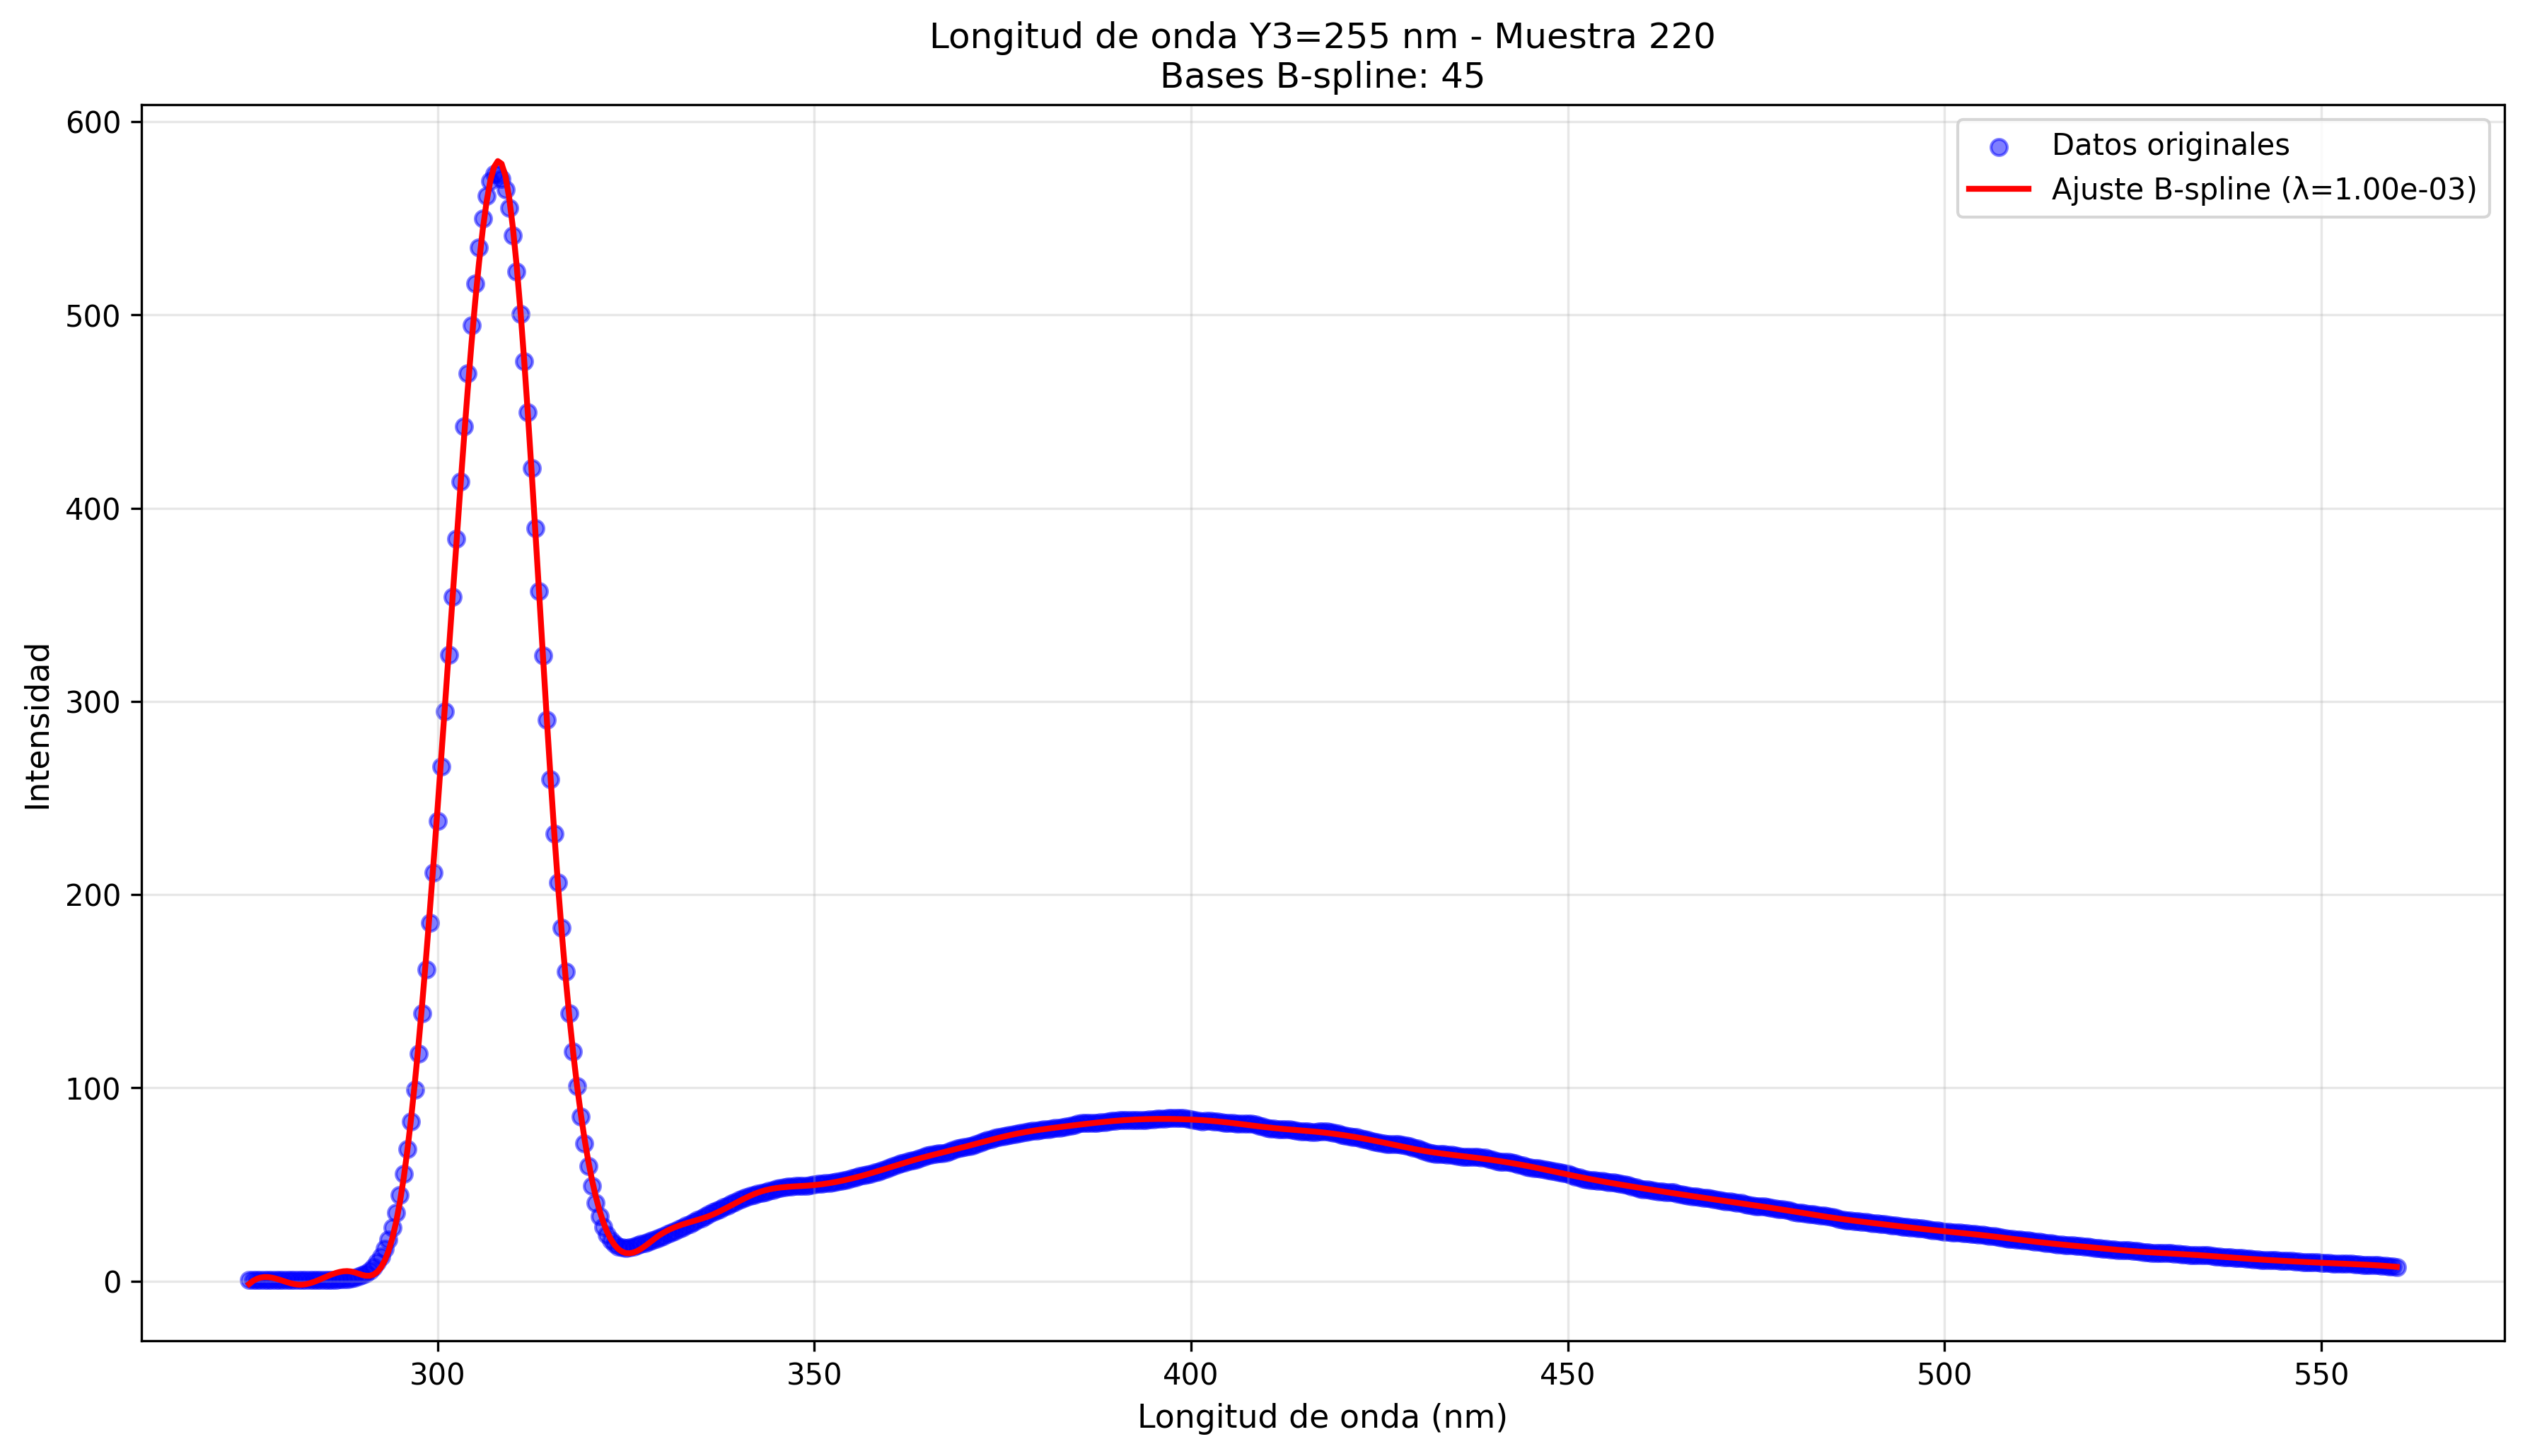 Longitud de onda Y3=255 nm - Muestra 220
Bases B-spline: 45
Datos originales
Ajuste B-spline (λ=1.00e-03)
Intensidad
600
500
400
300
200
100
0
300
350
400
450
500
550
Longitud de onda (nm)